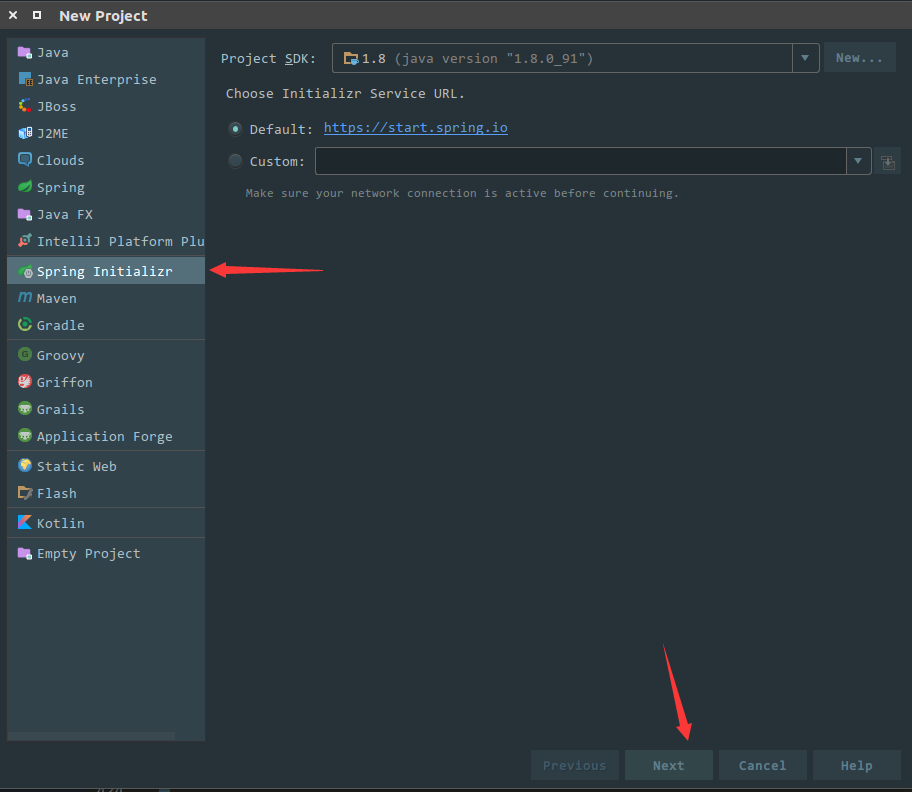 New Project
Java
Java Enterprise
JBoss
J2ME
Clouds
Spring
Java FX
IntelliJ Platform Plu
Spring Initializr
Maven
Gradle
Groovy
Griffon
Grails
Application Forge
Static Web
Flash
Kotlin
Empty Project
Project SDK: 1.8 (java version "1.8.0_91") New...
Choose Initializr Service URL.
Default: https://start.spring.io
Custom:
Make sure your network connection is active before continuing.
Previous Next Cancel Help